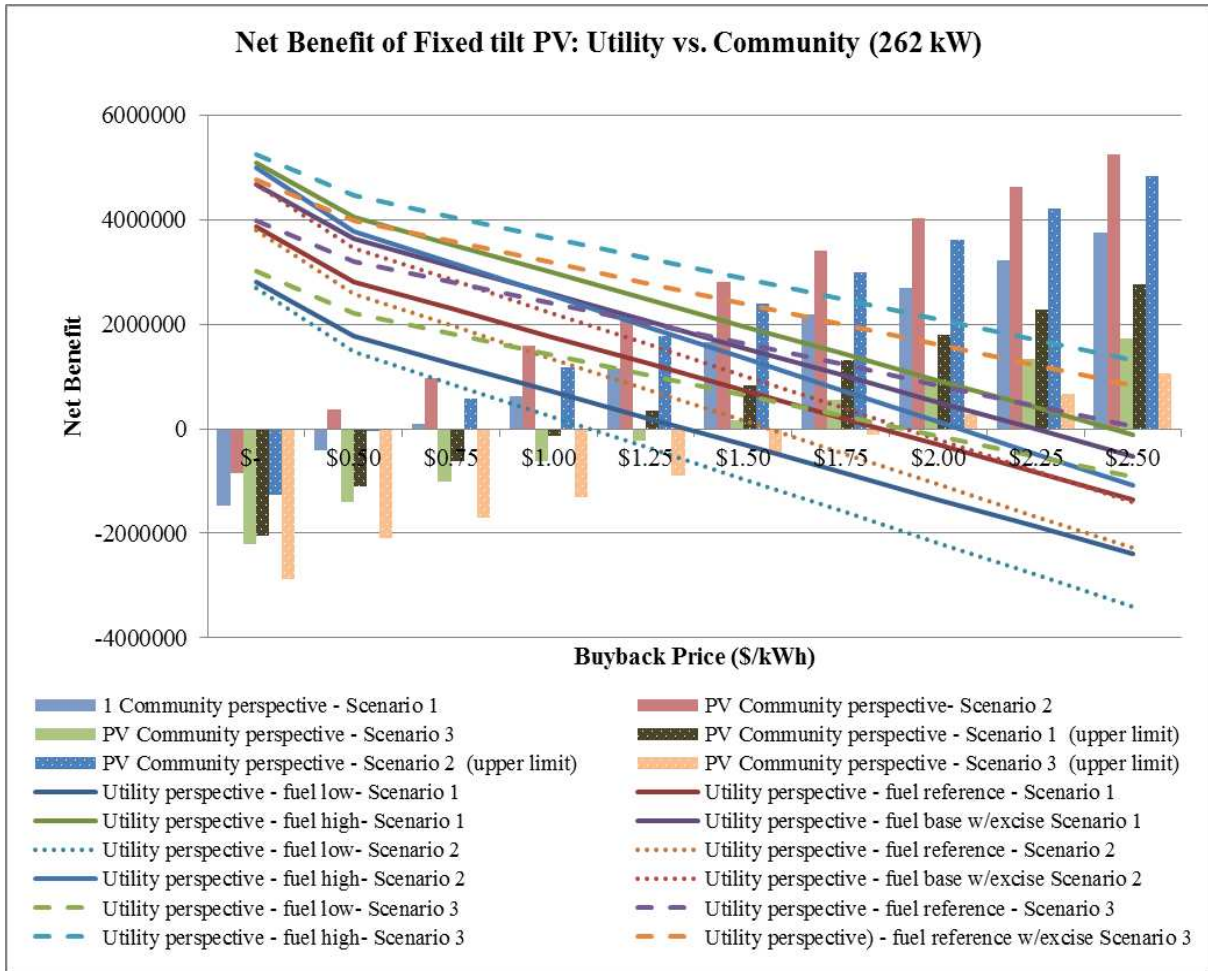 Net Benefit of Fixed tilt PV: Utility vs. Community (262 kW)
6000000
4000000
2000000
0
-2000000
-4000000
Net Benefit
$- $0.50 $0.75 $1.00 $1.25 $1.50 $1.75 $2.00 $2.25 $2.50
Buyback Price ($/kWh)
1 Community perspective - Scenario 1
PV Community perspective- Scenario 2
PV Community perspective - Scenario 3
PV Community perspective - Scenario 1 (upper limit)
PV Community perspective - Scenario 2 (upper limit)
PV Community perspective - Scenario 3 (upper limit)
Utility perspective - fuel low- Scenario 1
Utility perspective - fuel reference - Scenario 1
Utility perspective - fuel high- Scenario 1
Utility perspective - fuel base w/excise Scenario 1
Utility perspective - fuel low- Scenario 2
Utility perspective - fuel reference - Scenario 2
Utility perspective - fuel high- Scenario 2
Utility perspective - fuel base w/excise Scenario 2
Utility perspective - fuel low- Scenario 3
Utility perspective - fuel reference - Scenario 3
Utility perspective - fuel high- Scenario 3
Utility perspective) - fuel reference w/excise Scenario 3